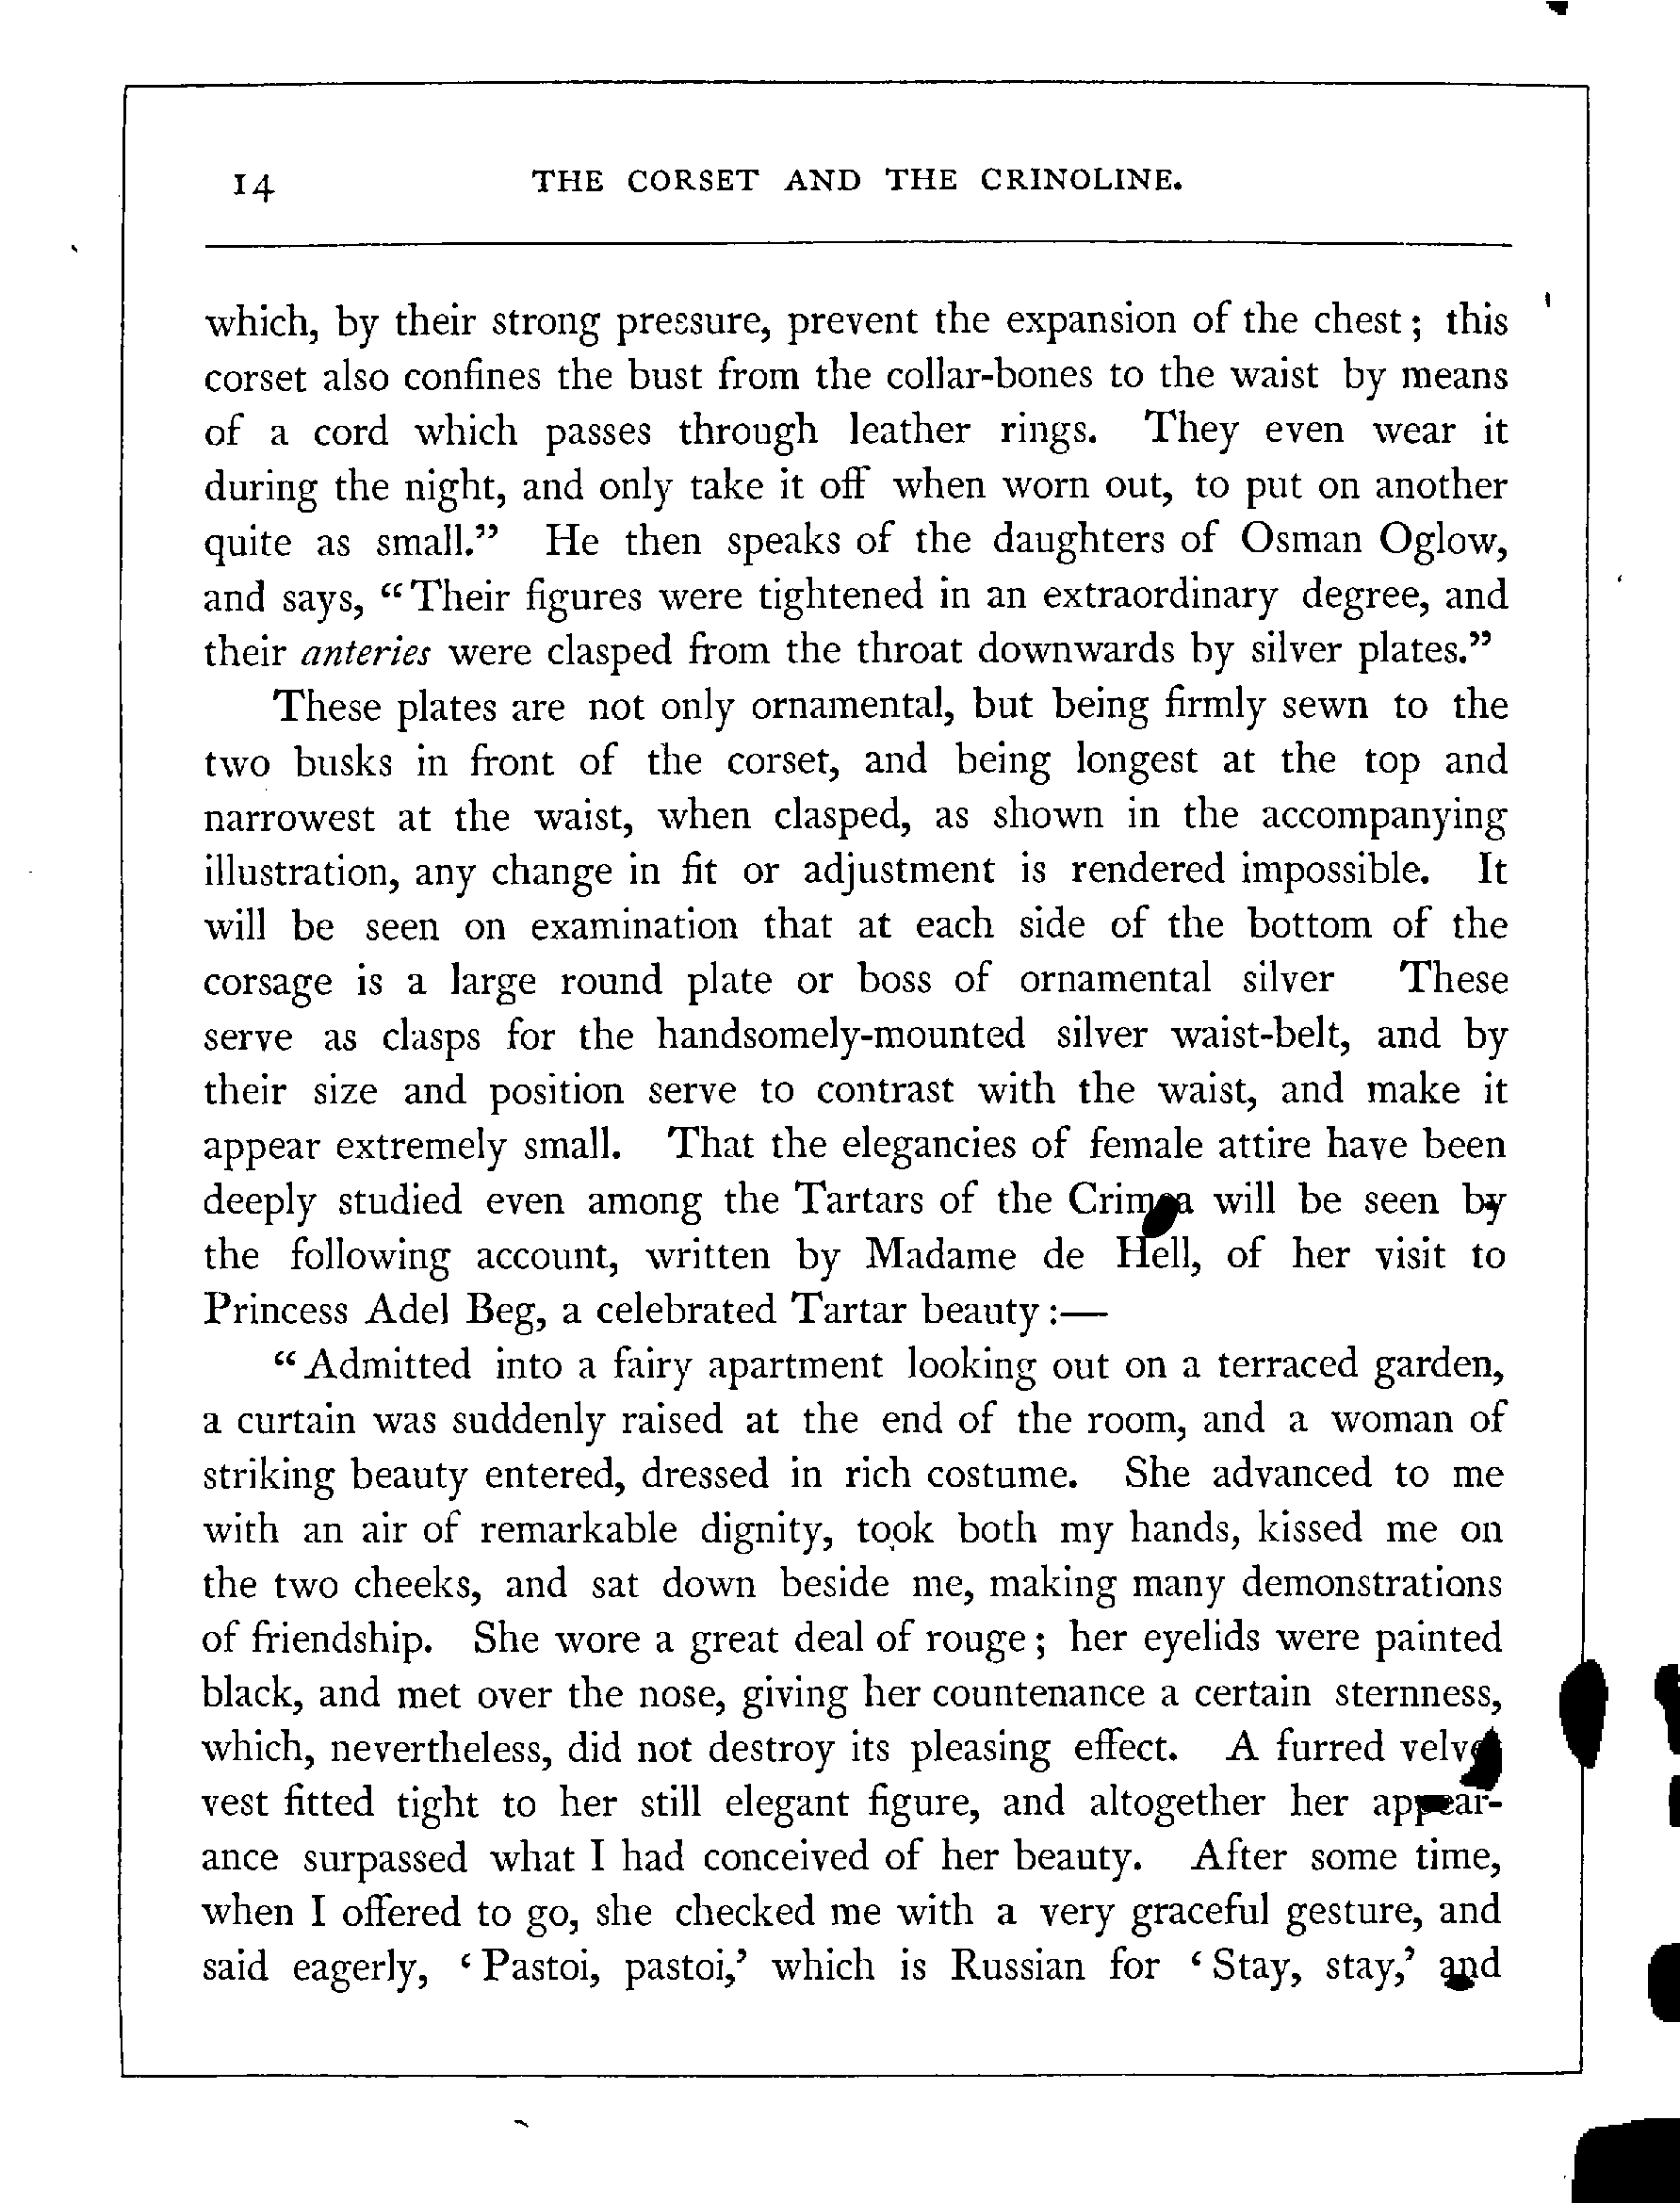 14 THE CORSET AND THE CRINOLINE.
which, by their strong pressure, prevent the expansion of the chest; this
corset also confines the bust from the collar-bones to the waist by means
of a cord which passes through leather rings. They even wear it
during the night, and only take it off when worn out, to put on another
quite as small.” He then speaks of the daughters of Osman Oglow,
and says, “Their figures were tightened in an extraordinary degree, and
their anteries were clasped from the throat downwards by silver plates.”
These plates are not only ornamental, but being firmly sewn to the
two busks in front of the corset, and being longest at the top and
narrowest at the waist, when clasped, as shown in the accompanying
illustration, any change in fit or adjustment is rendered impossible. It
will be seen on examination that at each side of the bottom of the
corsage is a large round plate or boss of ornamental silver These
serve as clasps for the handsomely-mounted silver waist-belt, and by
their size and position serve to contrast with the waist, and make it
appear extremely small. That the elegancies of female attire have been
deeply studied even among the Tartars of the Crimea will be seen by
the following account, written by Madame de Hell, of her visit to
Princess Adel Beg, a celebrated Tartar beauty:—
“Admitted into a fairy apartment looking out on a terraced garden,
a curtain was suddenly raised at the end of the room, and a woman of
striking beauty entered, dressed in rich costume. She advanced to me
with an air of remarkable dignity, took both my hands, kissed me on
the two cheeks, and sat down beside me, making many demonstrations
of friendship. She wore a great deal of rouge; her eyelids were painted
black, and met over the nose, giving her countenance a certain sternness,
which, nevertheless, did not destroy its pleasing effect. A furred velvet
vest fitted tight to her still elegant figure, and altogether her appear-
ance surpassed what I had conceived of her beauty. After some time,
when I offered to go, she checked me with a very graceful gesture, and
said eagerly, ‘Pastoi, pastoi,’ which is Russian for ‘Stay, stay,’ and